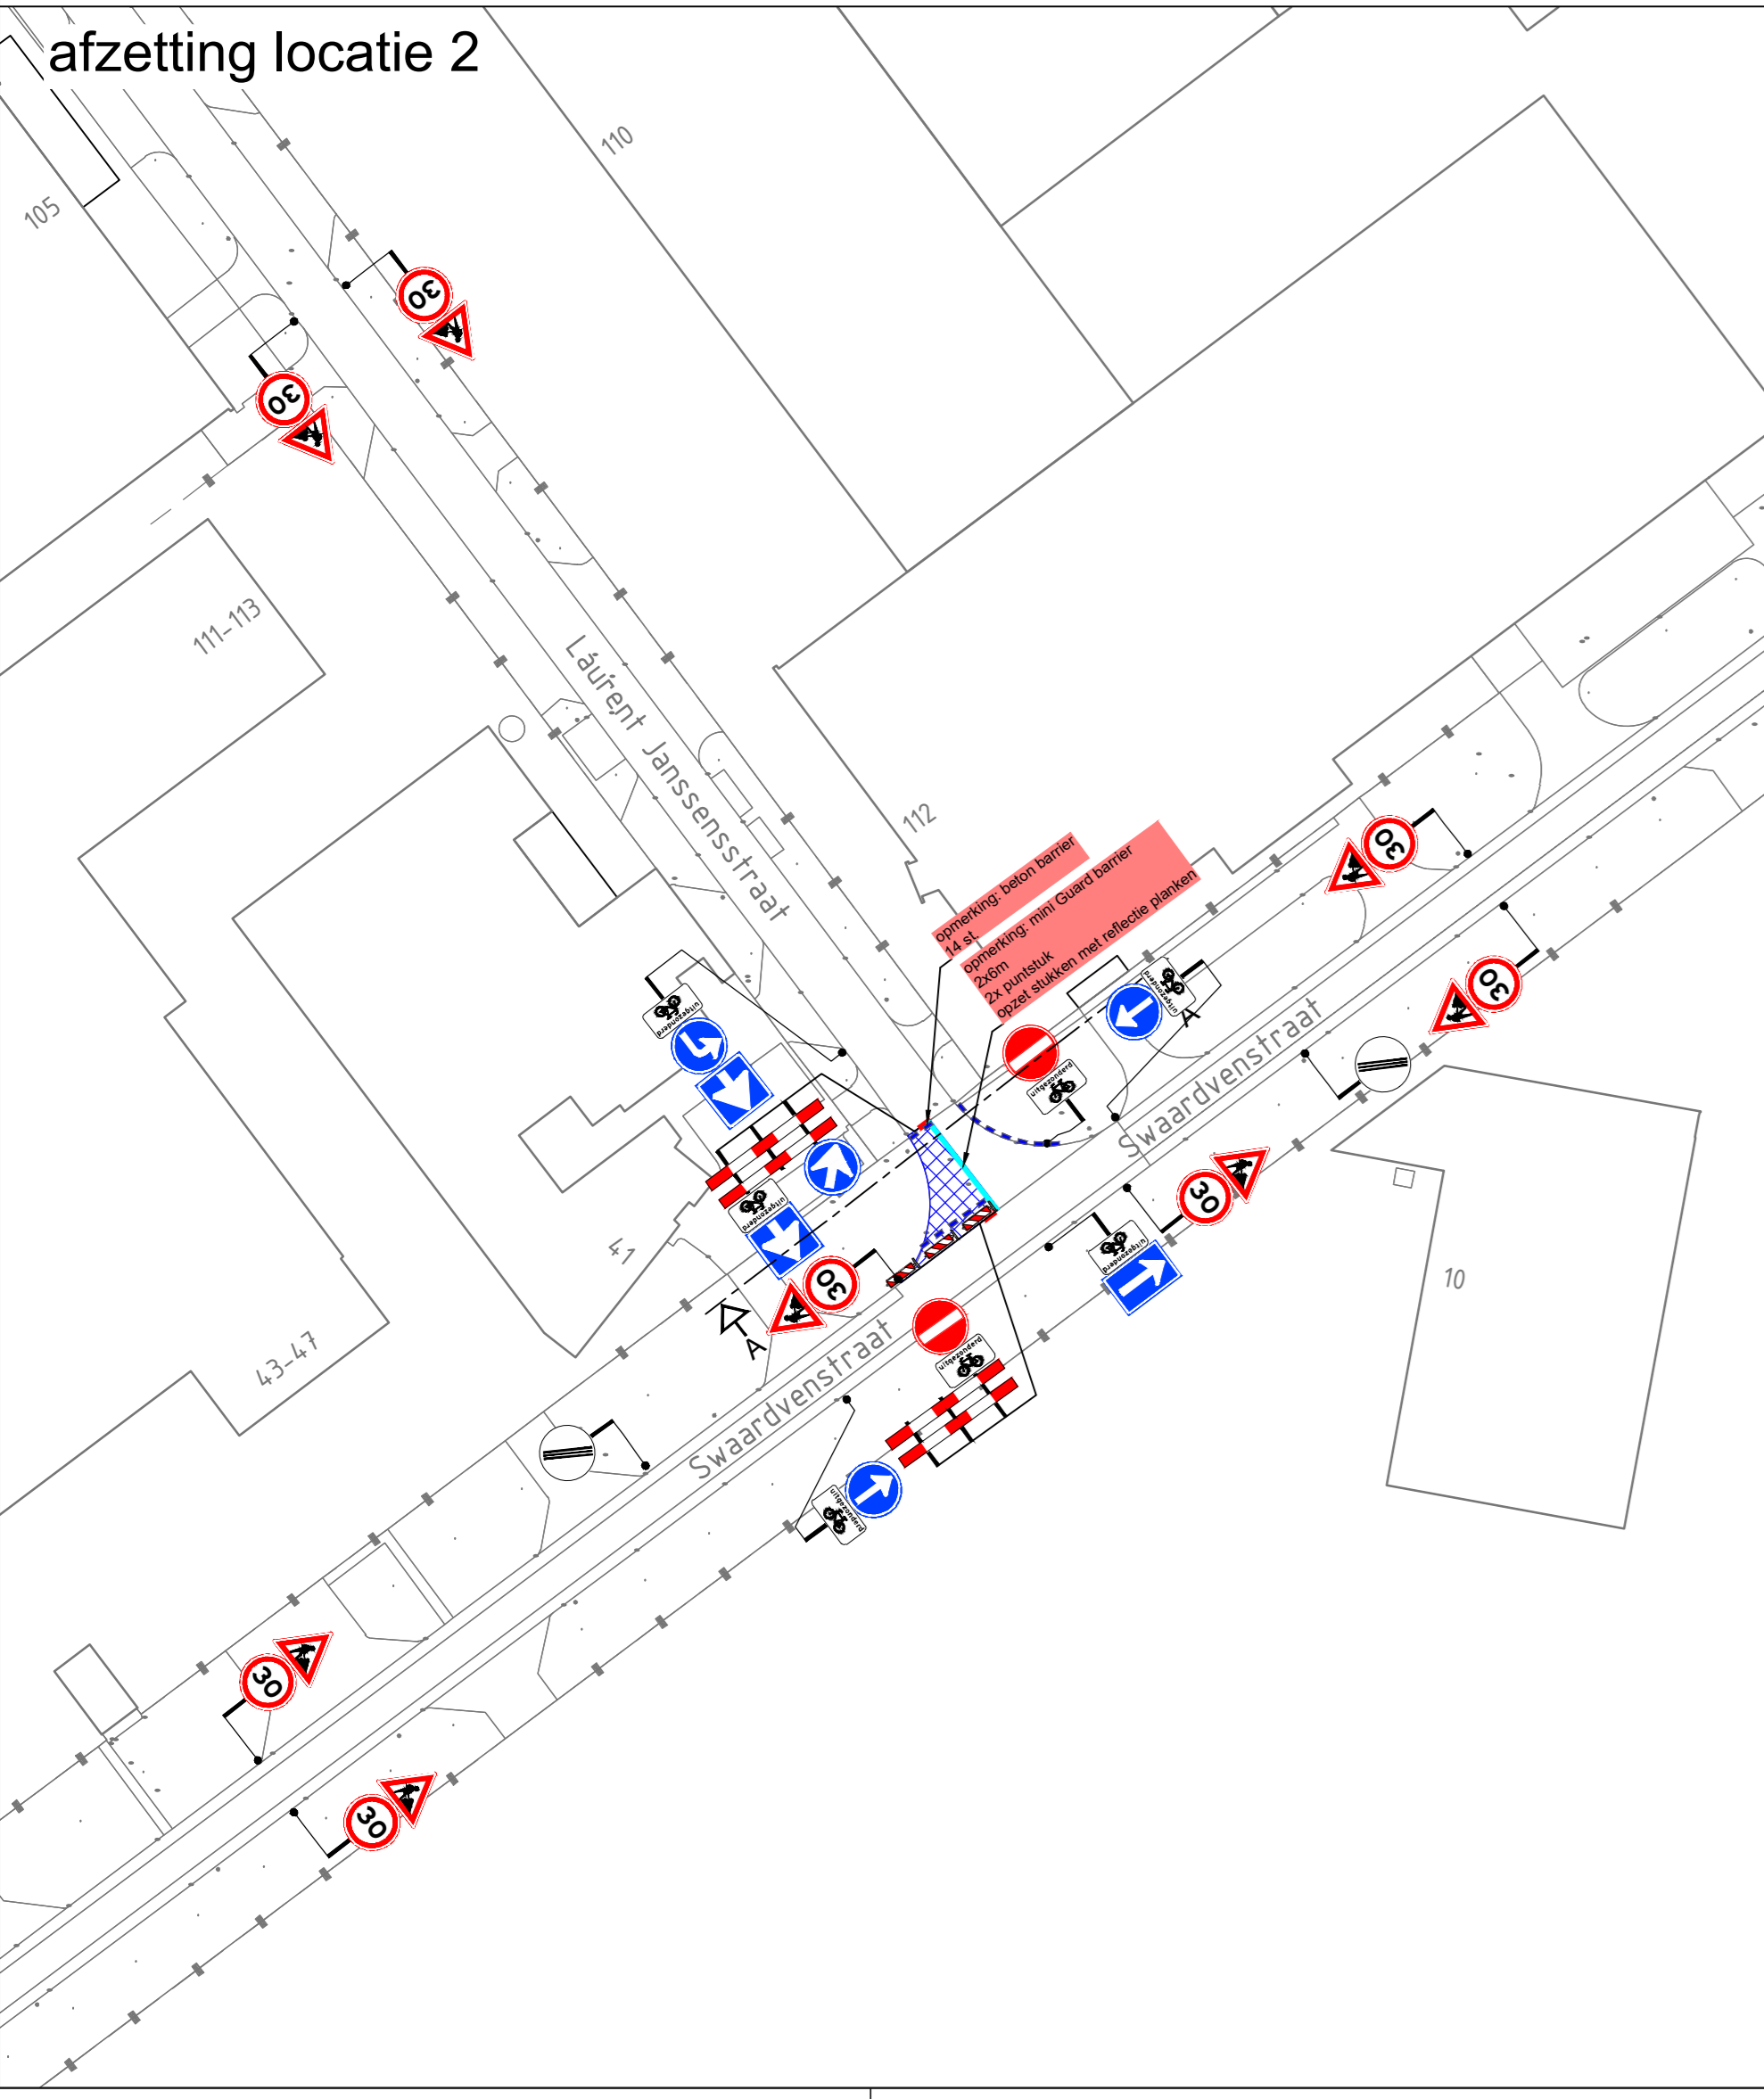 afzetting locatie 2
110
105
30
30
111-113
Laurent Janssensstraat
112
opmerking: beton barrier
14 st.
opmerking: mini Guard barrier
2x6m
2x puntstuk
opzet stukken met reflectie planken
30
30
uitgezonderd
uitgezonderd
A
uitgezonderd
Swaardvenstraat
30
uitgezonderd
uitgezonderd
41
30
A
10
43-47
Swaardvenstraat
uitgezonderd
uitgezonderd
30
30